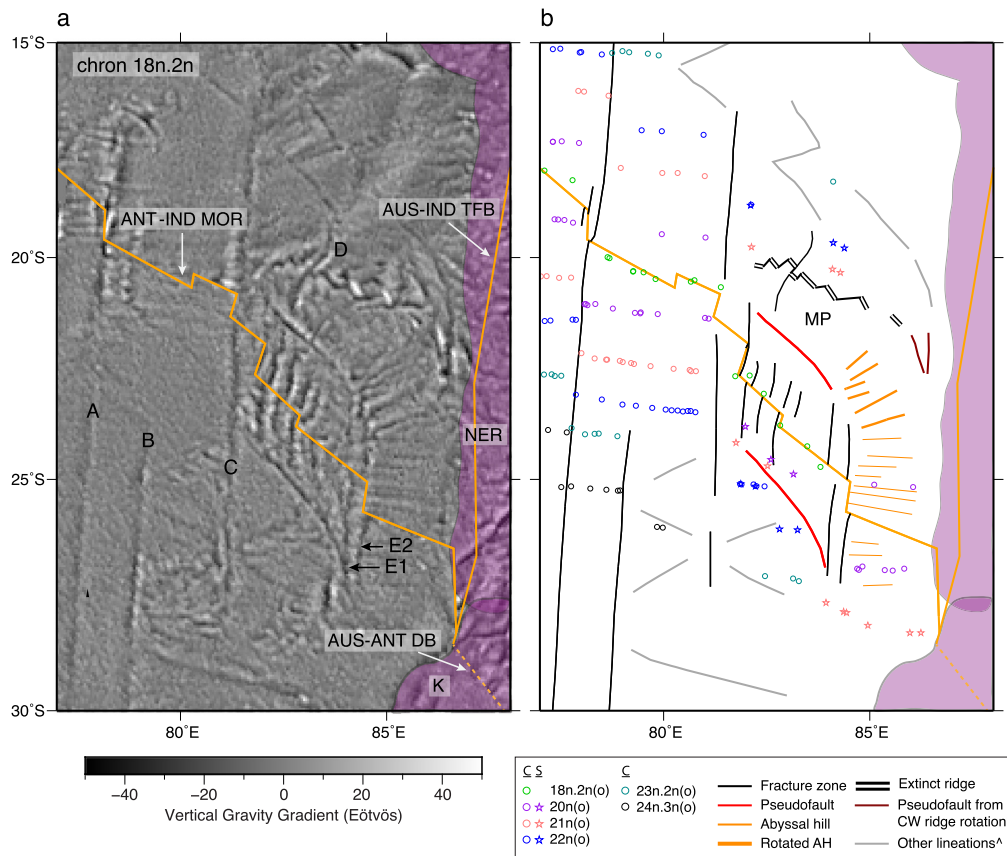 a
b
15˚S
20˚S
25˚S
30˚S
chron 18n.2n
ANT-IND MOR
AUS-IND TFB
D
A
B
C
NER
E2
E1
AUS-ANT DB
K
80˚E
85˚E
MP
80˚E
85˚E
−40 −20 0 20 40
Vertical Gravity Gradient (Eötvös)
C S
18n.2n(o)
20n(o)
21n(o)
22n(o)
C
23n.2n(o)
24n.3n(o)
Fracture zone
Pseudofault
Abyssal hill
Rotated AH
Extinct ridge
Pseudofault from
CW ridge rotation
Other lineations^